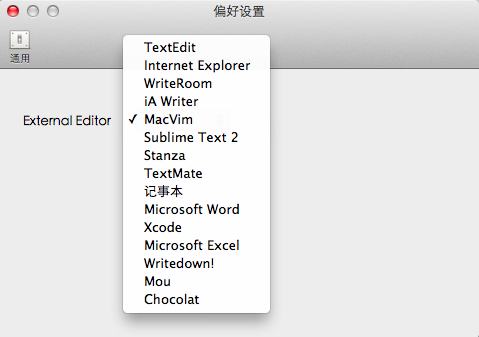 偏好设置
通用
TextEdit
Internet Explorer
WriteRoom
iA Writer
External Editor ✓ MacVim
Sublime Text 2
Stanza
TextMate
记事本
Microsoft Word
Xcode
Microsoft Excel
Writedown!
Mou
Chocolat